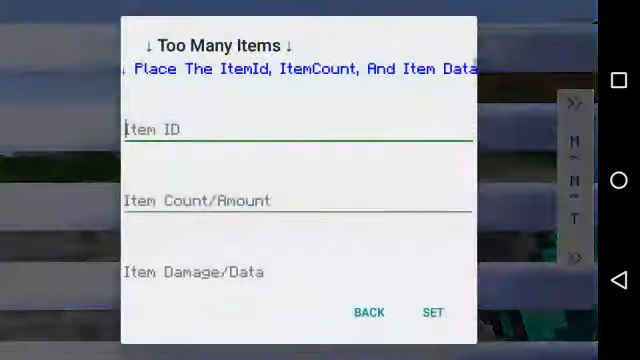 ↓ Too Many Items ↓
↓ Place The ItemId, ItemCount, And Item Data
Item ID
Item Count/Amount
Item Damage/Data
BACK SET
>>
M
~
N
~
T
>>